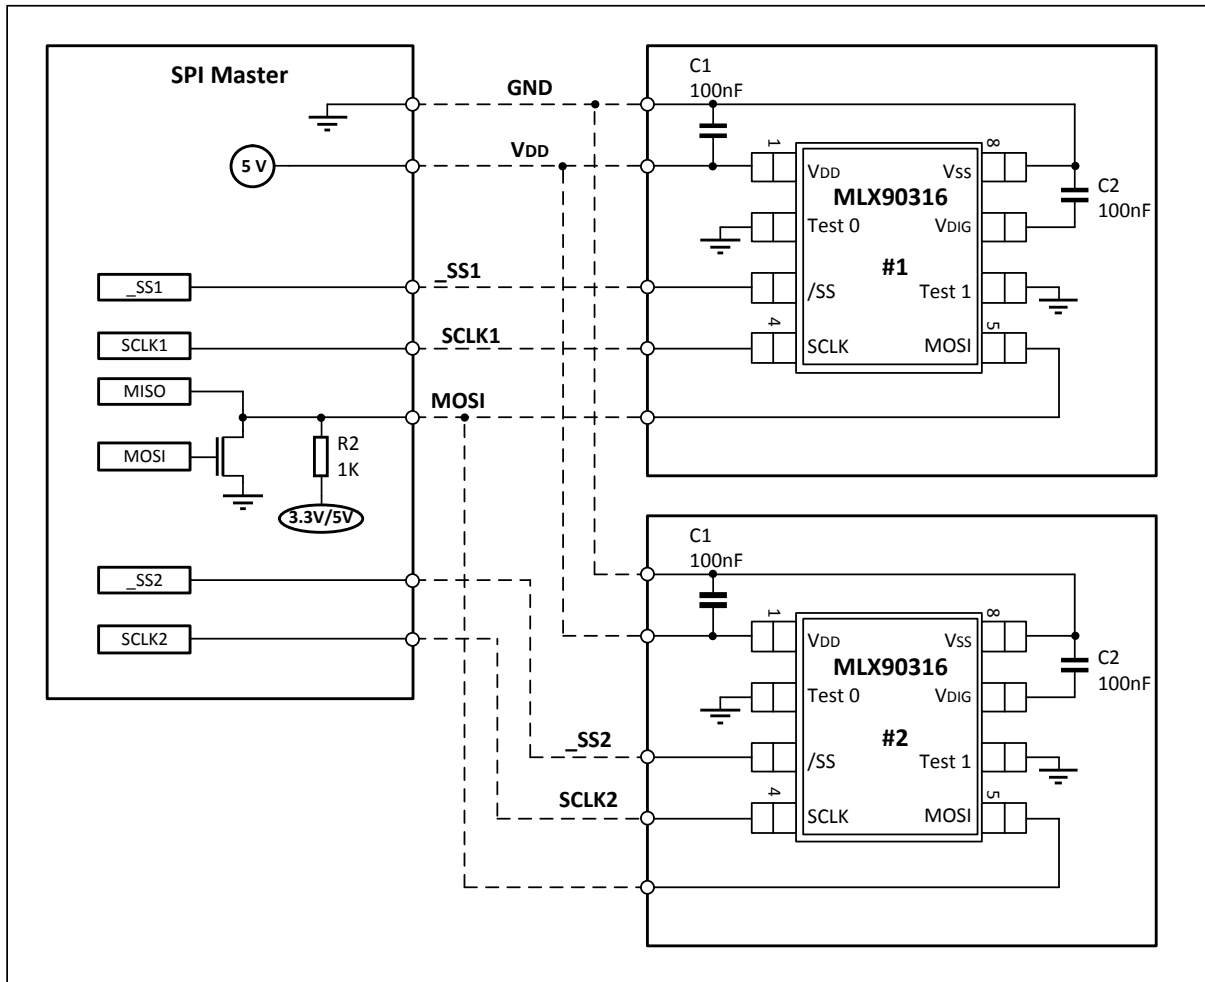 SPI Master
GND
5 V
VDD
_SS1
_SS1
SCLK1
SCLK1
MISO
MOSI
MOSI
R2
1K
3.3V/5V
_SS2
SCLK2
_SS2
SCLK2
C1
100nF
1
8
VDD
VSS
MLX90316
Test 0
VDIG
C2
100nF
#1
/SS
Test 1
4
5
SCLK
MOSI
C1
100nF
1
8
VDD
VSS
MLX90316
Test 0
VDIG
C2
100nF
#2
/SS
Test 1
4
5
SCLK
MOSI